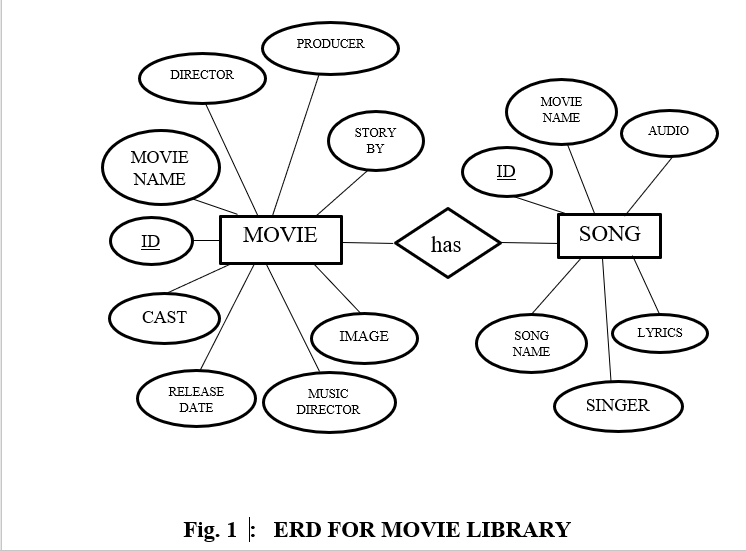 PRODUCER
DIRECTOR
STORY
BY
MOVIE
NAME
ID
MOVIE
CAST
RELEASE
DATE
MUSIC
DIRECTOR
IMAGE
has
MOVIE
NAME
AUDIO
ID
SONG
SONG
NAME
LYRICS
SINGER
Fig. 1 : ERD FOR MOVIE LIBRARY